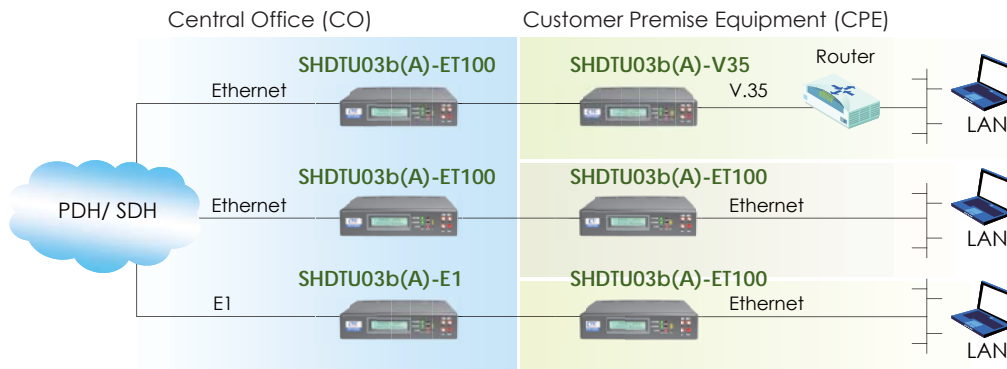 Central Office (CO)
Customer Premise Equipment (CPE)
SHDTU03b(A)-ET100
SHDTU03b(A)-V35
Router
Ethernet
V.35
LAN
SHDTU03b(A)-ET100
SHDTU03b(A)-ET100
PDH/ SDH
Ethernet
Ethernet
LAN
SHDTU03b(A)-E1
SHDTU03b(A)-ET100
E1
Ethernet
LAN